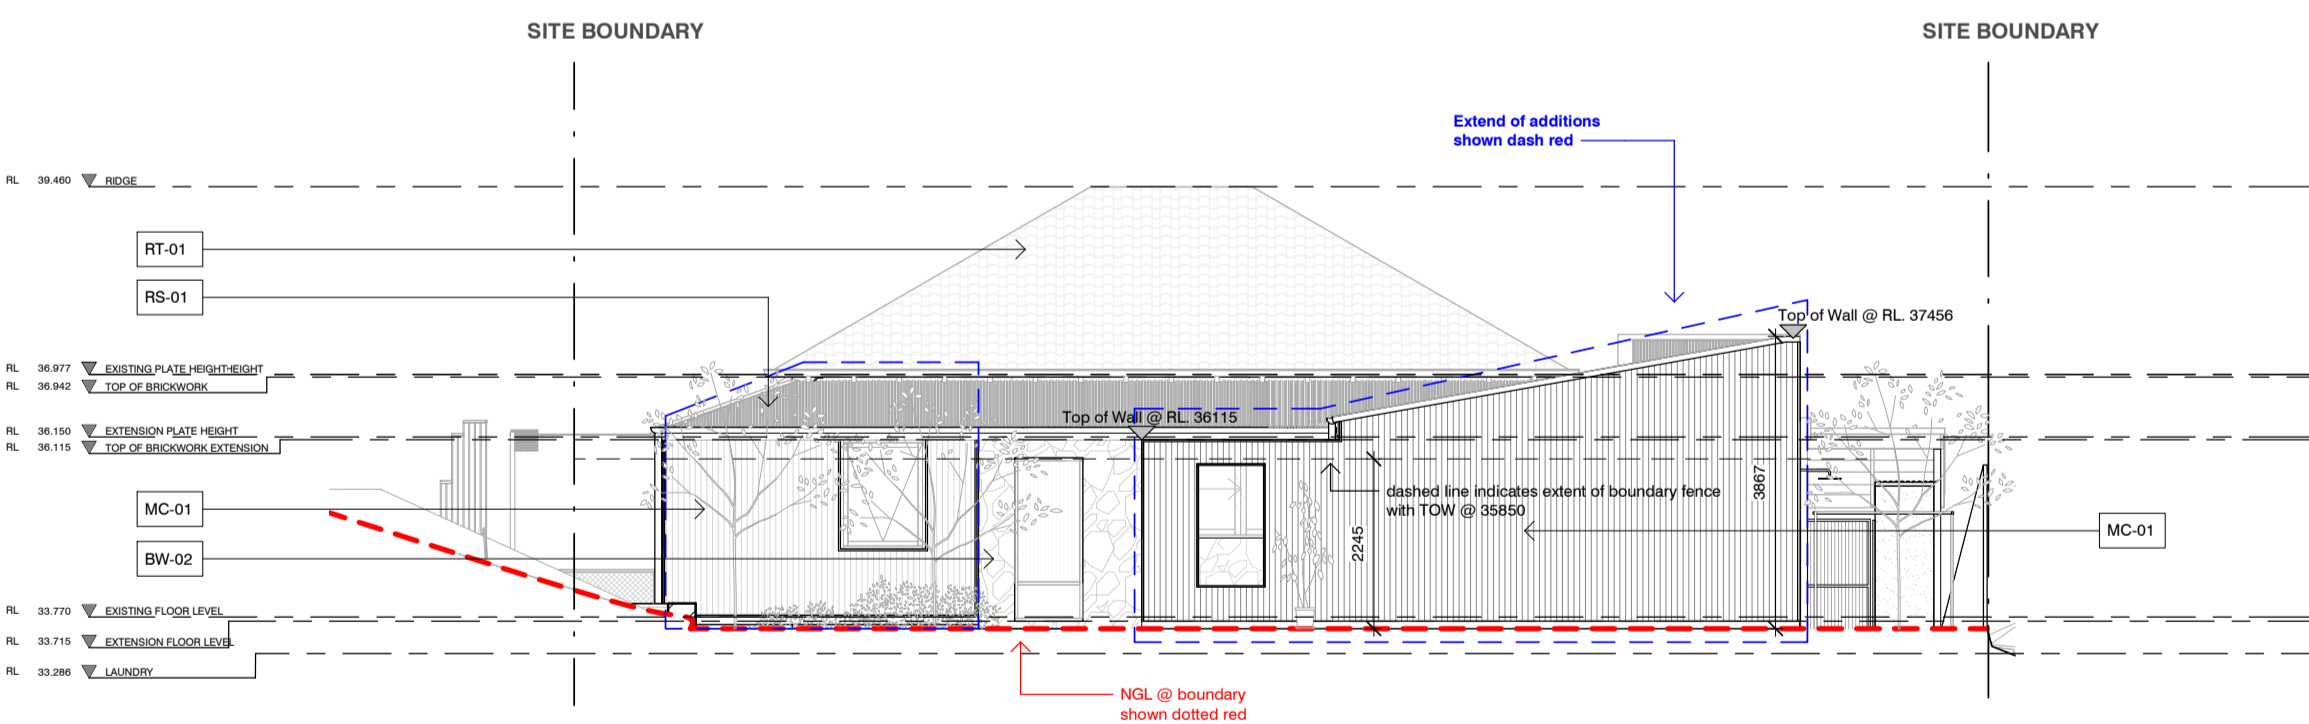 SITE BOUNDARY
SITE BOUNDARY
Extend of additions
shown dash red
RL 39.460 RIDGE
RT-01
RS-01
Top of Wall @ RL. 37456
RL 36.977 EXISTING PLATE HEIGHTHEIGHT
RL 36.942 TOP OF BRICKWORK
Top of Wall @ RL. 36115
RL 36.150 EXTENSION PLATE HEIGHT
RL 36.115 TOP OF BRICKWORK EXTENSION
dashed line indicates extent of boundary fence
with TOW @ 35850
3867
2245
MC-01
MC-01
BW-02
RL 33.770 EXISTING FLOOR LEVEL
RL 33.715 EXTENSION FLOOR LEVEL
RL 33.286 LAUNDRY
NGL @ boundary
shown dotted red